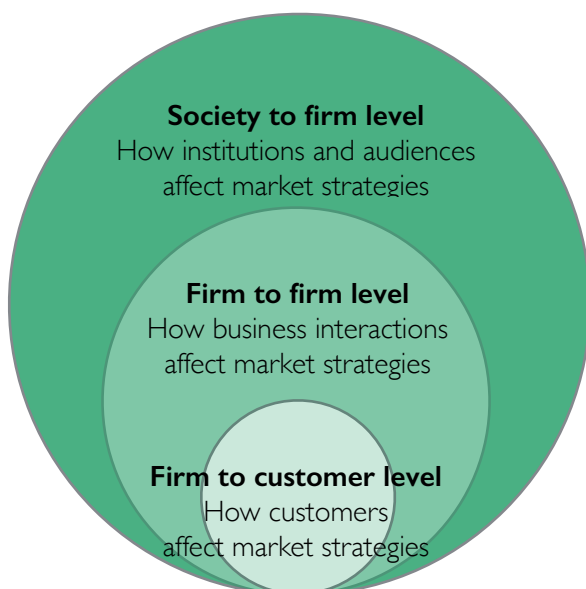 Society to firm level
How institutions and audiences
affect market strategies
Firm to firm level
How business interactions
affect market strategies
Firm to customer level
How customers
affect market strategies